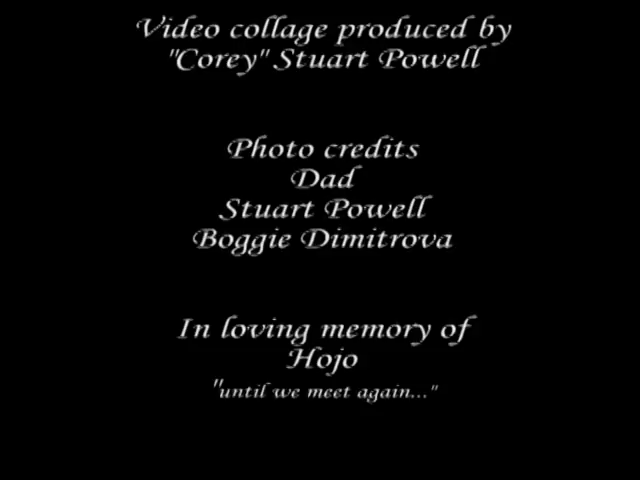 Video collage produced by
"Corey" Stuart Powell
Photo credits
Dad
Stuart Powell
Boggie Dimitrova
In loving memory of
Hojo
"until we meet again..."